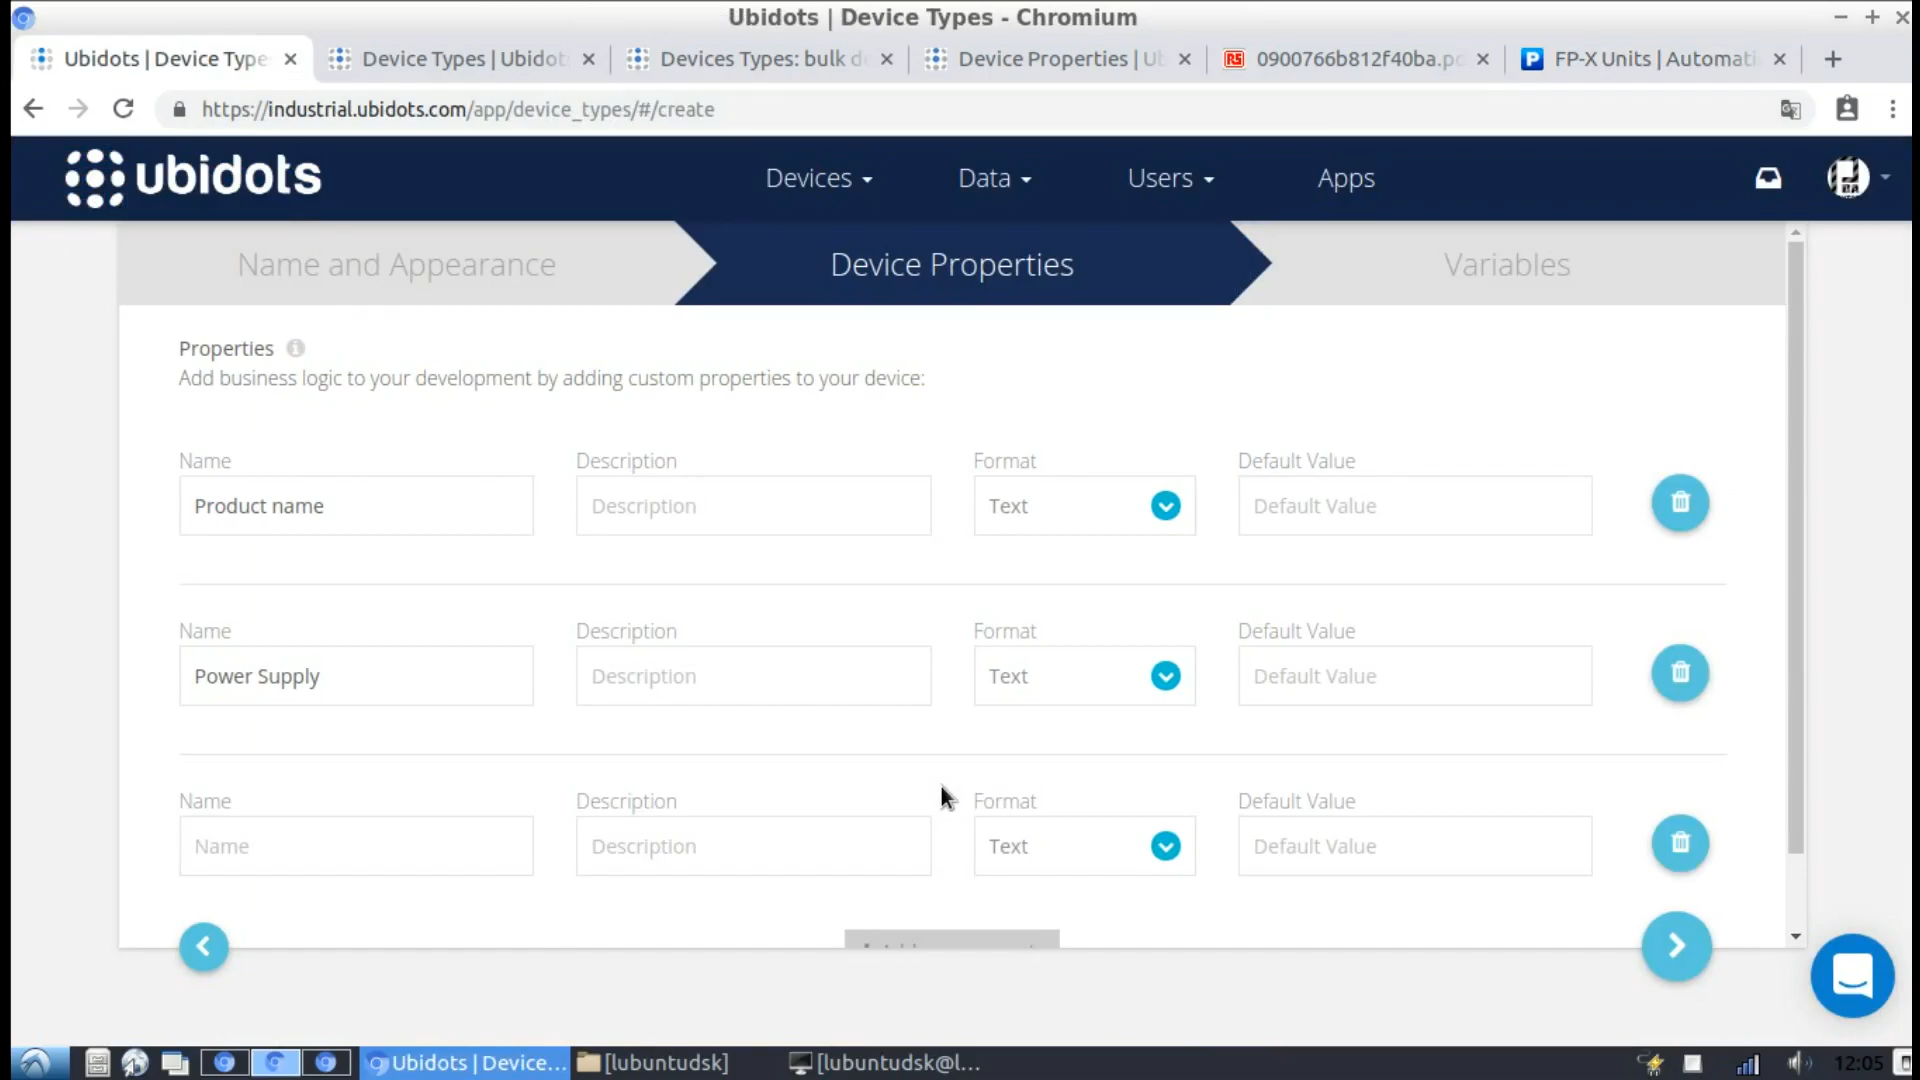 Ubidots | Device Types - Chromium
Ubidots | Device Type
Device Types | Ubidot
Devices Types: bulk d
Device Properties | Ub
0900766b812f40ba.p
FP-X Units | Automati
https://industrial.ubidots.com/app/device_types/#/create
ubidots
Devices
Data
Users
Apps
Name and Appearance
Device Properties
Variables
Properties
Add business logic to your development by adding custom properties to your device:
Name
Description
Format
Default Value
Product name
Description
Text
Default Value
Name
Description
Format
Default Value
Power Supply
Description
Text
Default Value
Name
Description
Format
Default Value
Name
Description
Text
Default Value
Ubidots | Device...
[lubuntudsk]
[lubuntudsk@l...
12:05